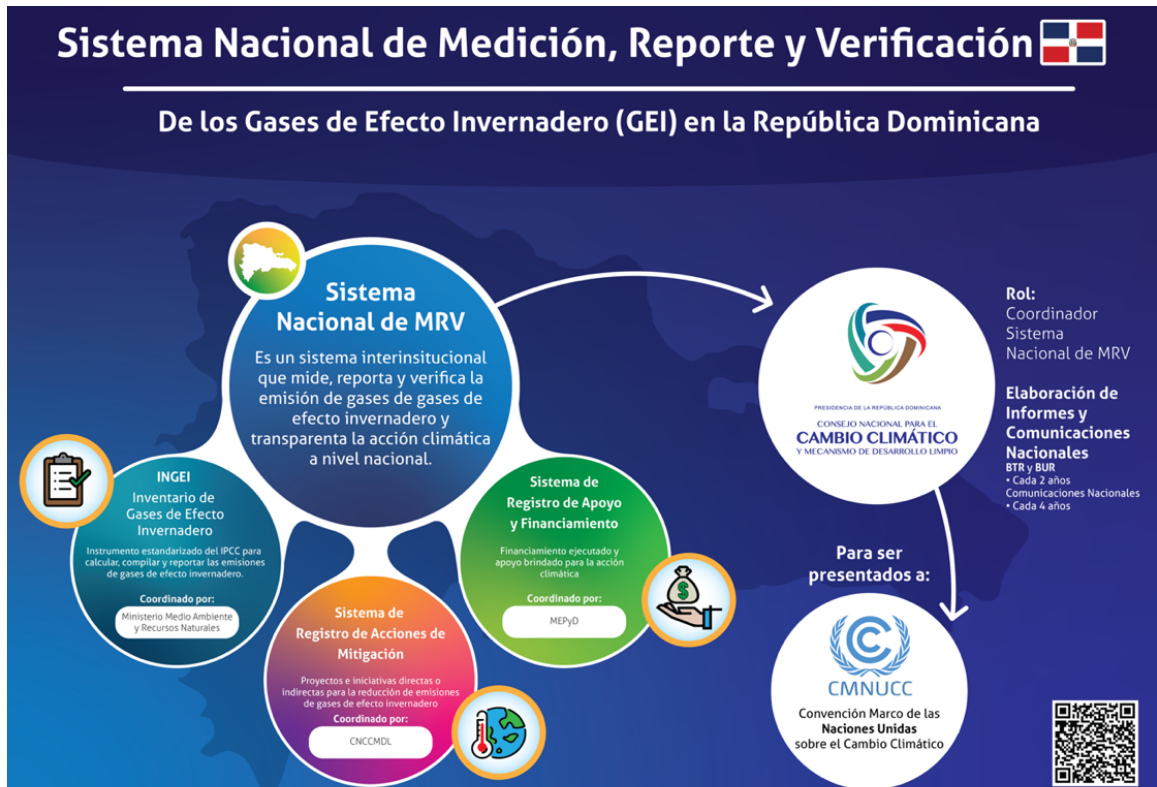 Sistema Nacional de Medición, Reporte y Verificación
De los Gases de Efecto Invernadero (GEI) en la República Dominicana
Sistema
Nacional de MRV
Es un sistema interinsitucional
que mide, reporta y verifica la
emisión de gases de gases de
efecto invernadero y
transparenta la acción climática
a nivel nacional.
INGEI
Inventario de
Gases de Efecto
Invernadero
Instrumento estandarizado del IPCC para
calcular, compilar y reportar las emisiones
de gases de efecto invernadero.
Coordinado por:
Ministerio Medio Ambiente
y Recursos Naturales
Sistema de
Registro de Acciones de
Mitigación
Proyectos e iniciativas directas o
indirectas para la reducción de emisiones
de gases de efecto invernadero
Coordinado por:
CNCCMDL
Sistema de
Registro de Apoyo
y Financiamiento
Financiamiento ejecutado y
apoyo brindado para la acción
climática
Coordinado por:
MEPyD
$
PRESIDENCIA DE LA REPÚBLICA DOMINICANA
CONSEJO NACIONAL PARA EL
CAMBIO CLIMÁTICO
Y MECANISMO DE DESARROLLO LIMPIO
Rol:
Coordinador
Sistema
Nacional de MRV
Elaboración de
Informes y
Comunicaciones
Nacionales
BTR y BUR
• Cada 2 años
Comunicaciones Nacionales
• Cada 4 años
Para ser
presentados a:
CMNUCC
Convención Marco de las
Naciones Unidas
sobre el Cambio Climático